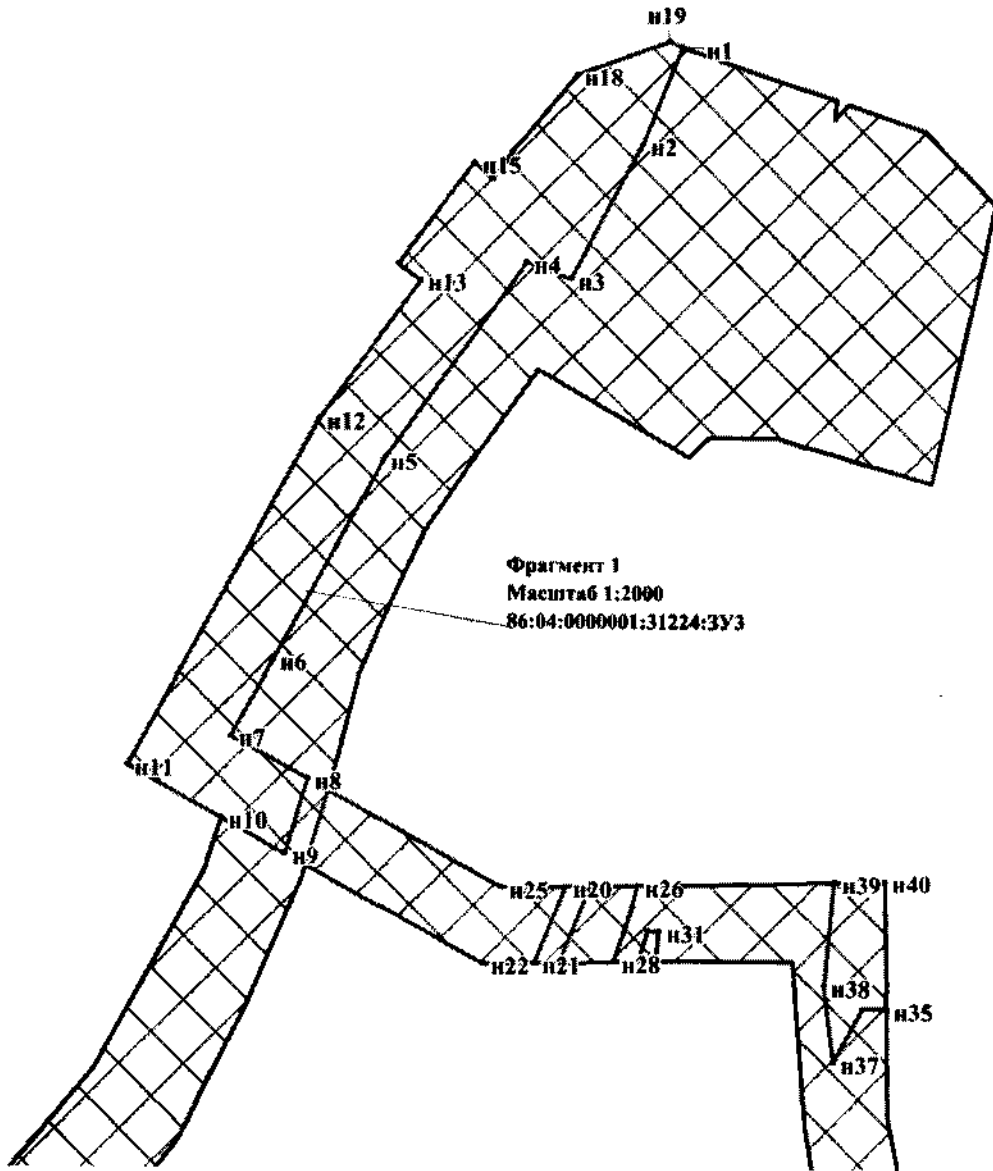 н19
н1
н18
н2
н15
н4
н3
н13
н12
н5
Фрагмент 1
Масштаб 1:2000
86:04:0000001:31224:ЗУ3
н6
н7
н11
н8
н10
н9
н25
н20
н26
н39
н40
н31
н22
н21
н28
н38
н35
н37